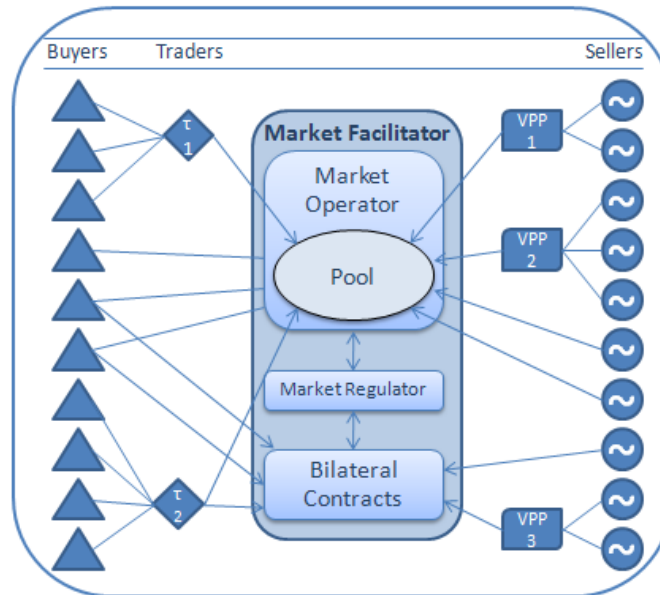 Buyers Traders Sellers
τ
1
Market Facilitator
VPP
1
Market
Operator
VPP
2
Pool
Market Regulator
Bilateral
Contracts
τ
2
VPP
3